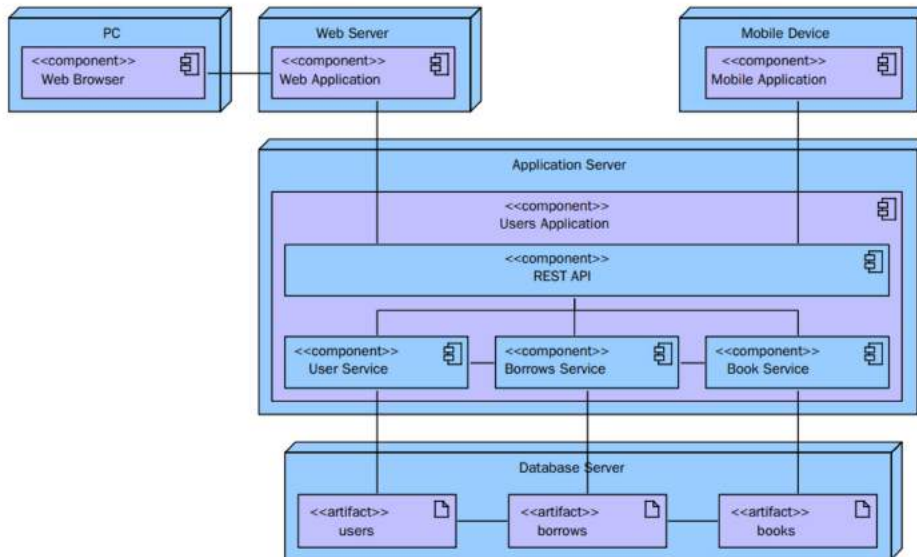 PC
Web Server
Mobile Device
<<component>>
Web Browser
<<component>>
Web Application
<<component>>
Mobile Application
Application Server
<<component>>
Users Application
<<component>>
REST API
<<component>>
User Service
<<component>>
Borrows Service
<<component>>
Book Service
Database Server
<<artifact>>
users
<<artifact>>
borrows
<<artifact>>
books